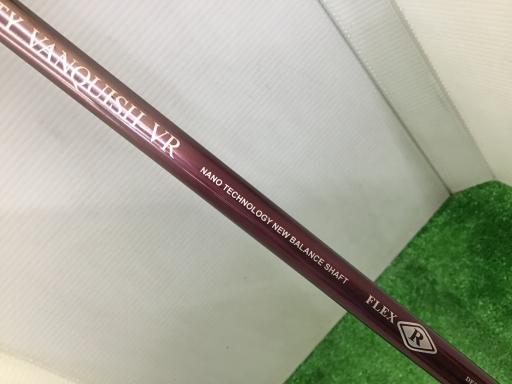 VANQUISH VR
NANO TECHNOLOGY NEW BALANCE SHAFT
FLEX R